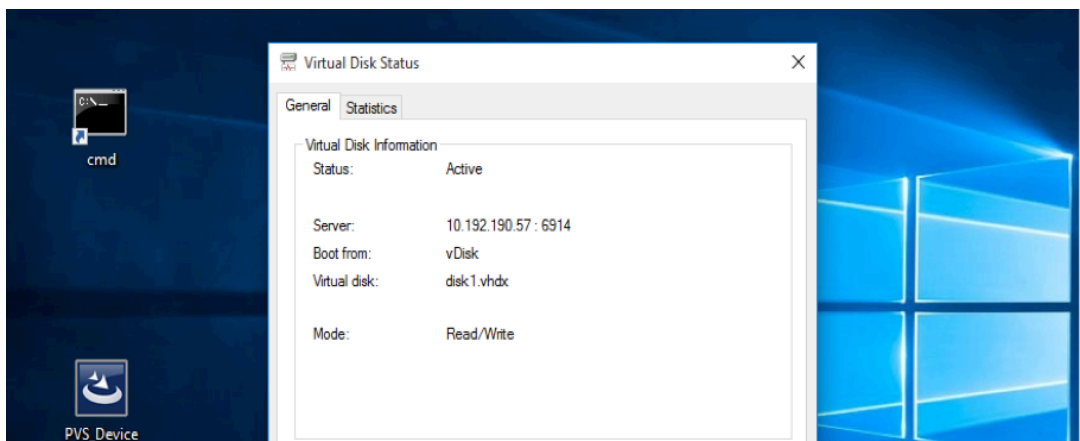 Virtual Disk Status
General Statistics
C:\_
cmd
Virtual Disk Information
Status: Active
Server: 10.192.190.57 : 6914
Boot from: vDisk
Virtual disk: disk1.vhdx
Mode: Read/Write
PVS Device